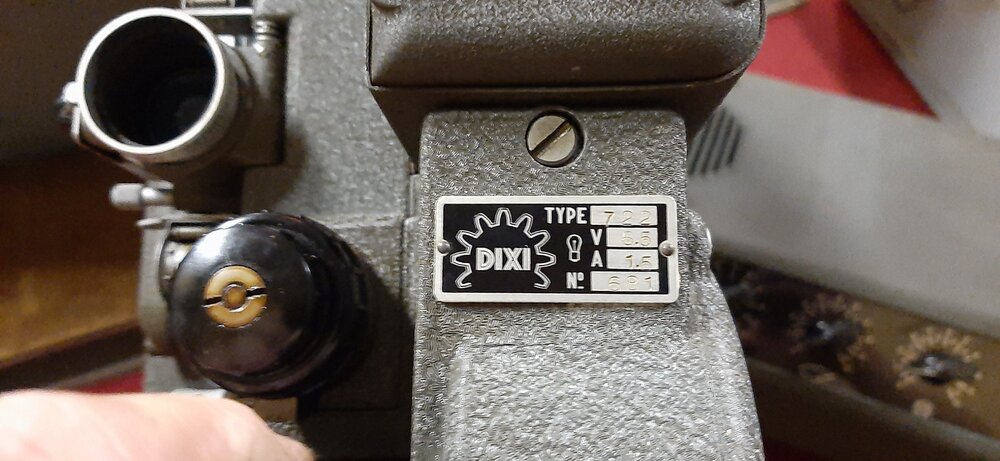 DIXI
TYPE 722
V 5.5
A 1.5
Nº 681